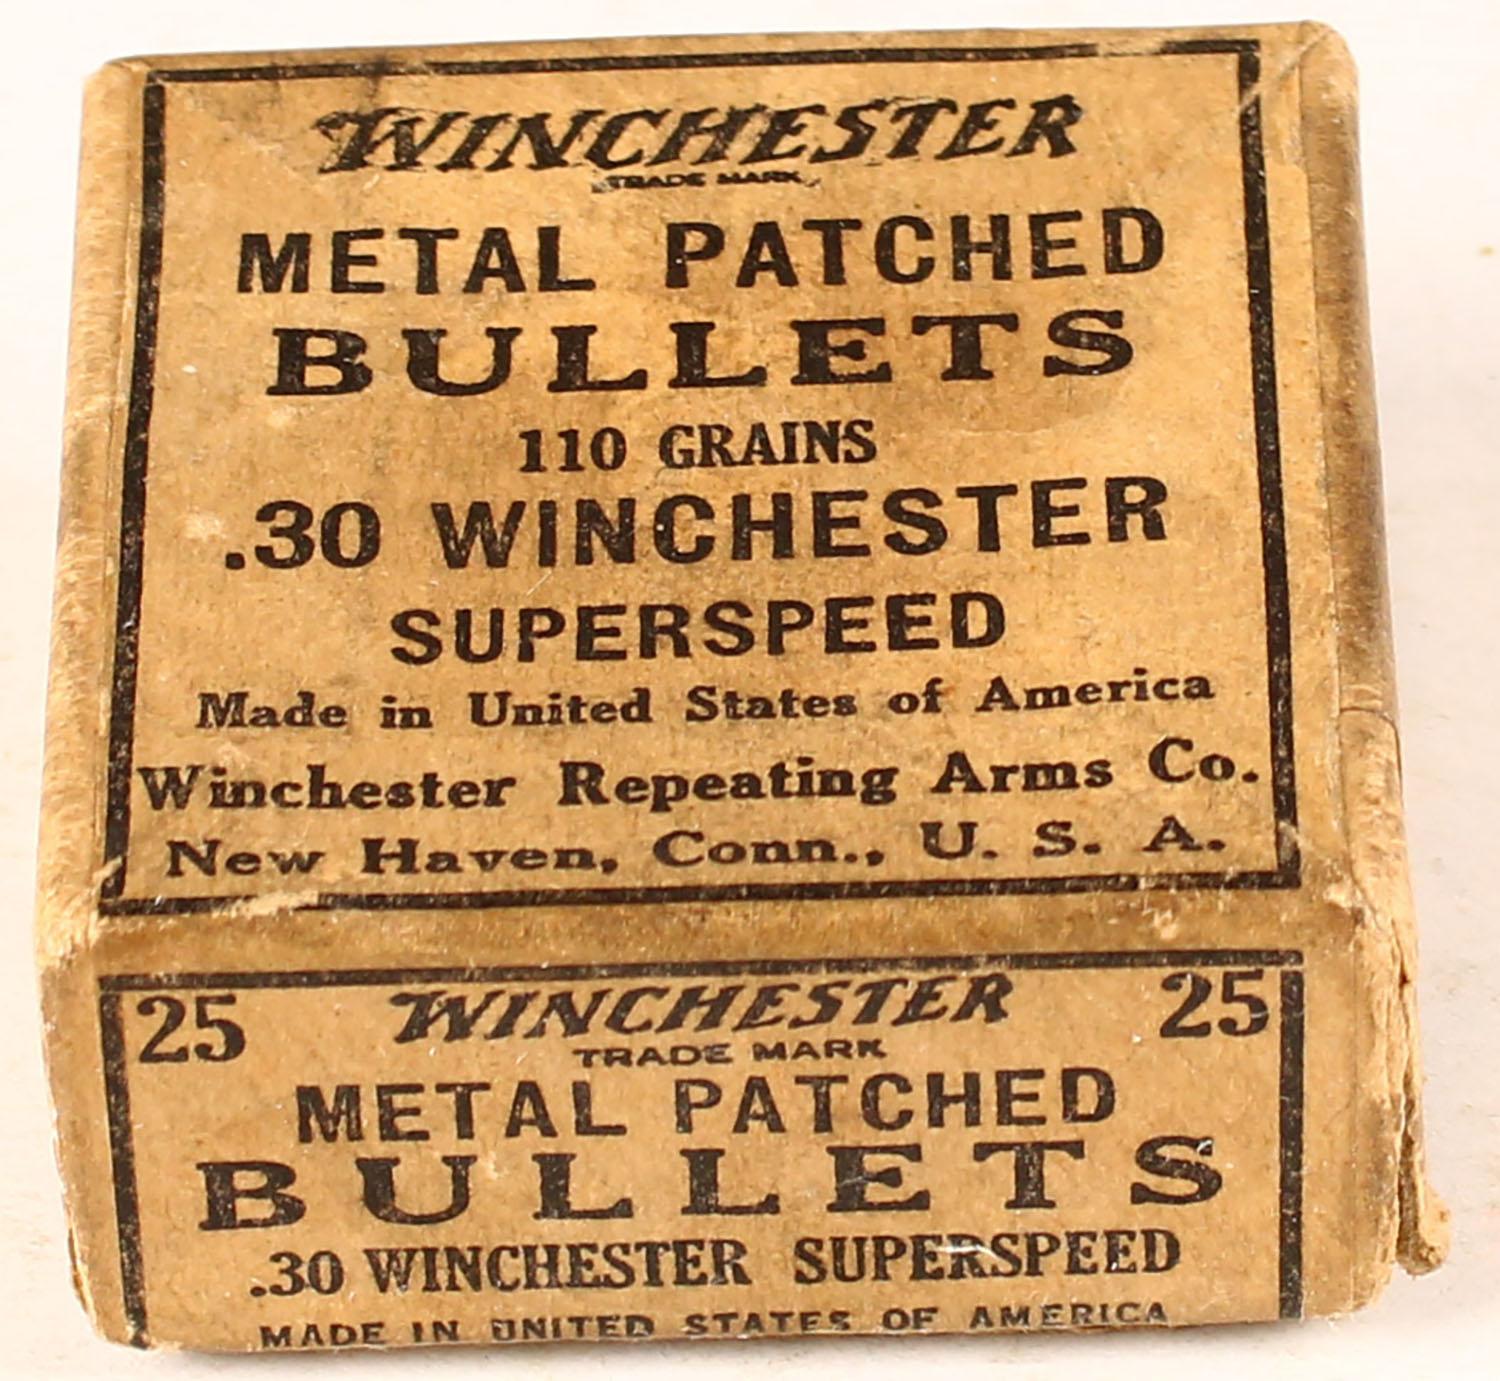 WINCHESTER
TRADE MARK
METAL PATCHED
BULLETS
110 GRAINS
.30 WINCHESTER
SUPERSPEED
Made in United States of America
Winchester Repeating Arms Co.
New Haven, Conn., U. S. A.
25 WINCHESTER 25
TRADE MARK
METAL PATCHED
BULLETS
.30 WINCHESTER SUPERSPEED
MADE IN UNITED STATES OF AMERICA